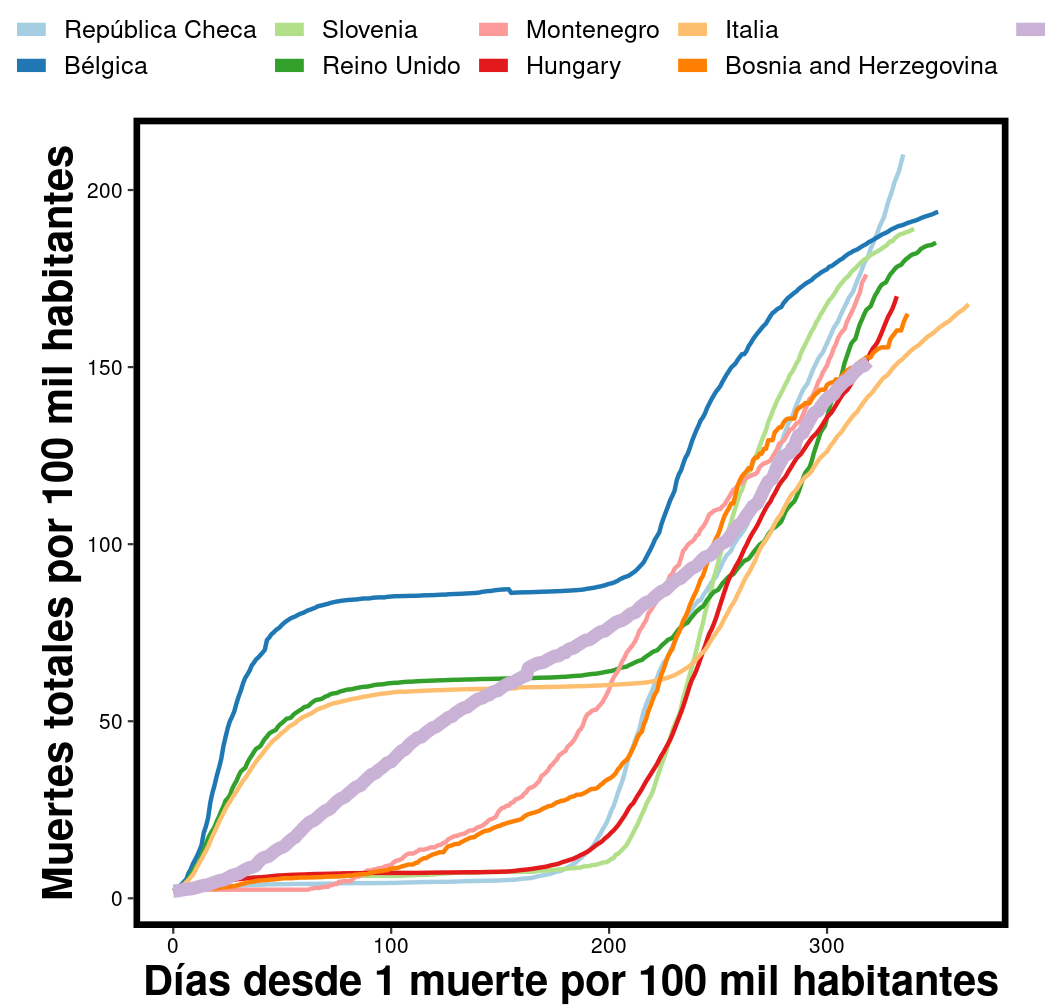 República Checa Slovenia Montenegro Italia
Bélgica Reino Unido Hungary Bosnia and Herzegovina
Muertes totales por 100 mil habitantes
200
150
100
50
0
0 100 200 300
Días desde 1 muerte por 100 mil habitantes